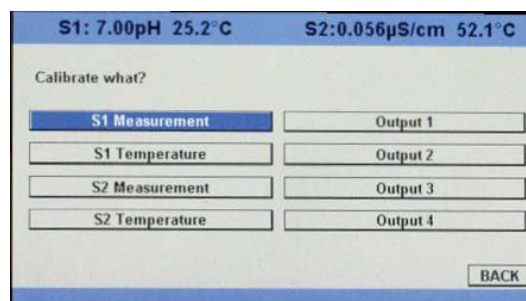 S1: 7.00pH 25.2°C S2:0.056µS/cm 52.1°C
Calibrate what?
S1 Measurement Output 1
S1 Temperature Output 2
S2 Measurement Output 3
S2 Temperature Output 4
BACK